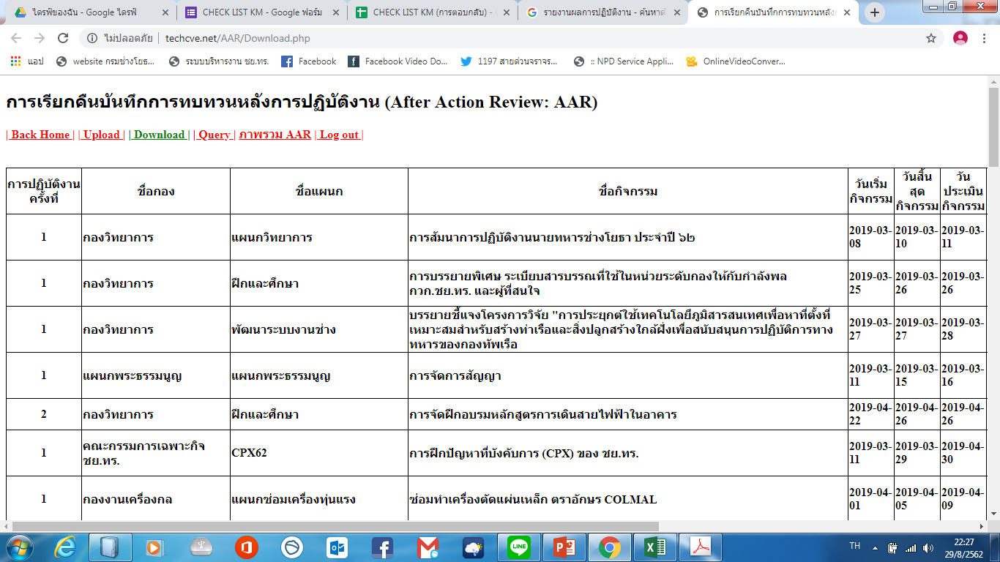 ไดรฟ์ของฉัน - Google ไดรฟ์
CHECK LIST KM - Google ฟอร์ม
CHECK LIST KM (การตอบกลับ) -
รายงานผลการปฏิบัติงาน - ค้นหาด้
การเรียกคืนบันทึกการทบทวนหลัง
ไม่ปลอดภัย | techcve.net/AAR/Download.php
แอป
website กรมช่างโยธ...
ระบบบริหารงาน ชย.ทร.
Facebook
Facebook Video Do...
1197 สายด่วนจราจร...
:: NPD Service Appli...
OnlineVideoConver...
การเรียกคืนบันทึกการทบทวนหลังการปฏิบัติงาน (After Action Review: AAR)
| Back Home | | Upload | | Download | | Query | ภาพรวม AAR | Log out |
การปฏิบัติงาน
ครั้งที่
ชื่อกอง
ชื่อแผนก
ชื่อกิจกรรม
วันเริ่ม
กิจกรรม
วันสิ้น
สุด
กิจกรรม
วัน
ประเมิน
กิจกรรม
1
กองวิทยาการ
แผนกวิทยาการ
การสัมนาการปฏิบัติงานนายทหารช่างโยธา ประจำปี ๖๒
2019-03-
08
2019-03-
10
2019-03-
11
1
กองวิทยาการ
ฝึกและศึกษา
การบรรยายพิเศษ ระเบียบสารบรรณที่ใช้ในหน่วยระดับกองให้กับกำลังพล
กวก.ชย.ทร. และผู้ที่สนใจ
2019-03-
25
2019-03-
26
2019-03-
26
1
กองวิทยาการ
พัฒนาระบบงานช่าง
บรรยายชี้แจงโครงการวิจัย "การประยุกต์ใช้เทคโนโลยีภูมิสารสนเทศเพื่อหาที่ตั้งที่
เหมาะสมสำหรับสร้างท่าเรือและสิ่งปลูกสร้างใกล้ฝั่งเพื่อสนับสนุนการปฏิบัติการทาง
ทหารของกองทัพเรือ
2019-03-
27
2019-03-
27
2019-03-
28
1
แผนกพระธรรมนูญ
แผนกพระธรรมนูญ
การจัดการสัญญา
2019-03-
11
2019-03-
15
2019-03-
16
2
กองวิทยาการ
ฝึกและศึกษา
การจัดฝึกอบรมหลักสูตรการเดินสายไฟฟ้าในอาคาร
2019-04-
22
2019-04-
26
2019-04-
26
1
คณะกรรมการเฉพาะกิจ
ชย.ทร.
CPX62
การฝึกปัญหาที่บังคับการ (CPX) ของ ชย.ทร.
2019-03-
11
2019-03-
29
2019-04-
30
1
กองงานเครื่องกล
แผนกซ่อมเครื่องทุ่นแรง
ซ่อมทำเครื่องตัดแผ่นเหล็ก ตราอักษร COLMAL
2019-04-
01
2019-04-
05
2019-04-
09
LINE
TH
22:27
29/8/2562